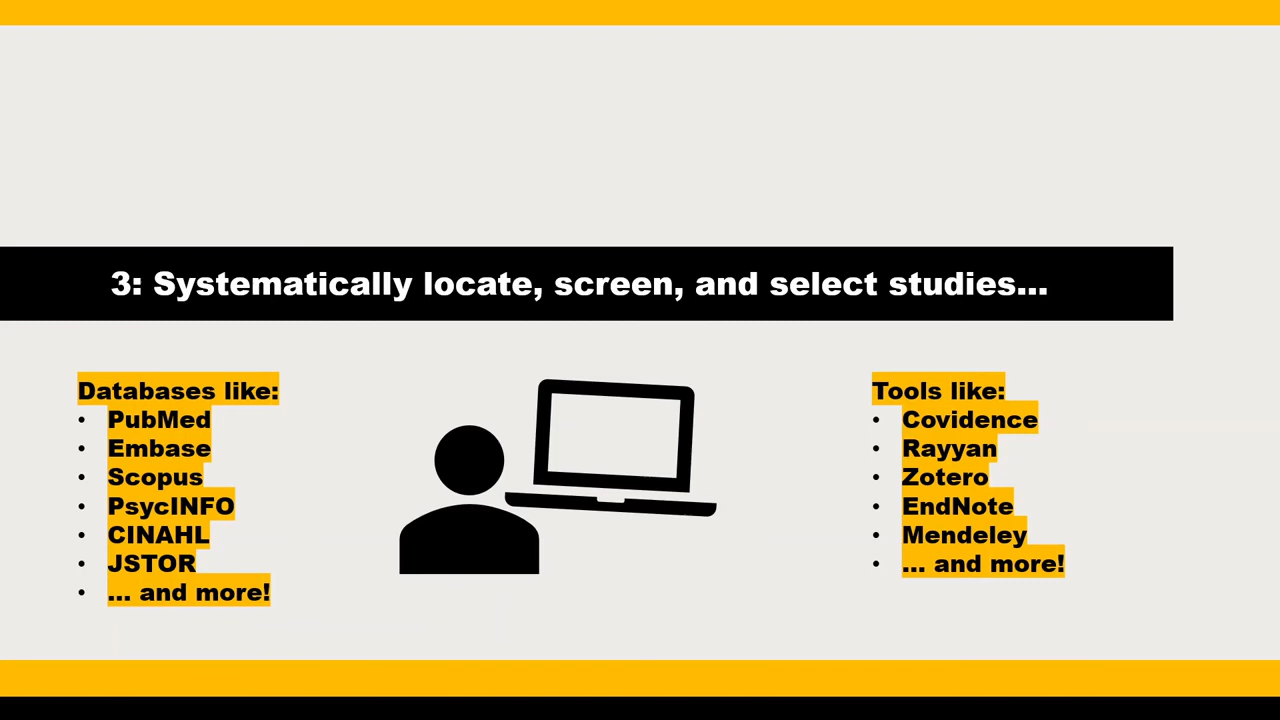 3: Systematically locate, screen, and select studies...
Databases like:
• PubMed
• Embase
• Scopus
• PsycINFO
• CINAHL
• JSTOR
• ... and more!
Tools like:
• Covidence
• Rayyan
• Zotero
• EndNote
• Mendeley
• ... and more!